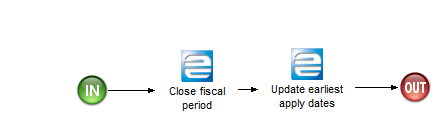 IN
Close fiscal
period
Update earliest
apply dates
OUT